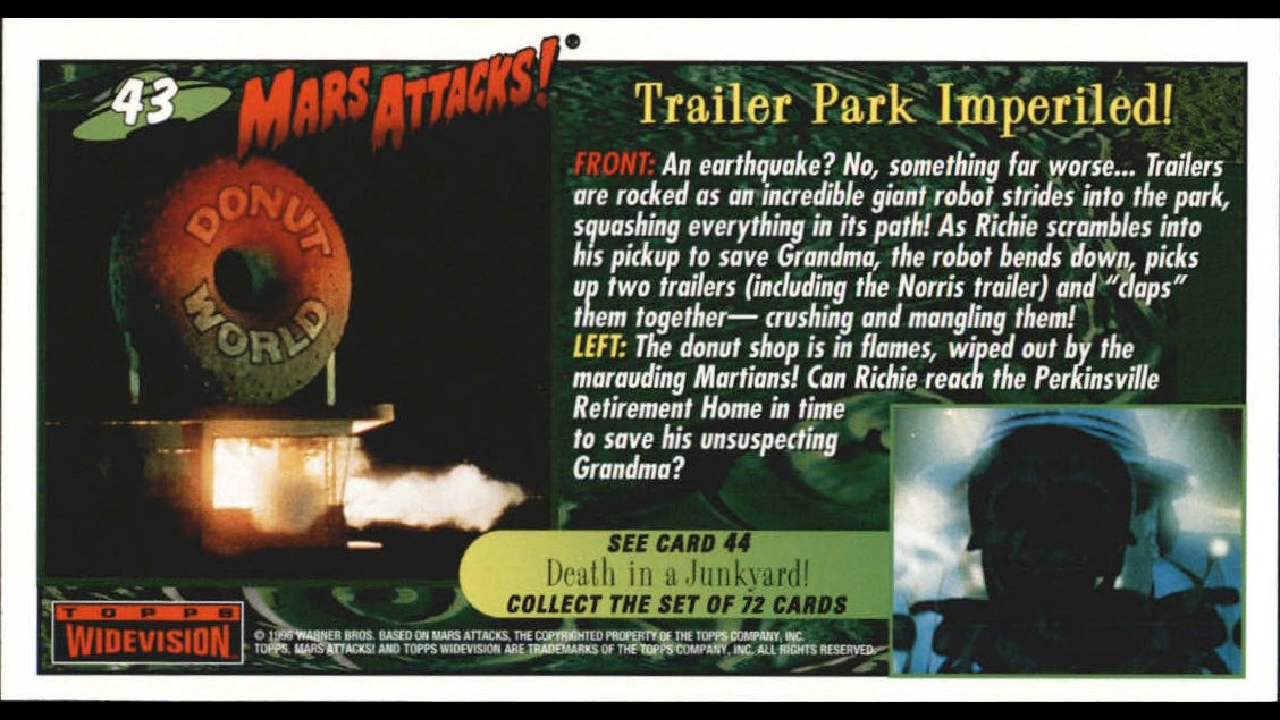 43
MARS ATTACKS!
DONUT
WORLD
Trailer Park Imperiled!
FRONT: An earthquake? No, something far worse... Trailers
are rocked as an incredible giant robot strides into the park,
squashing everything in its path! As Richie scrambles into
his pickup to save Grandma, the robot bends down, picks
up two trailers (including the Norris trailer) and "claps"
them together— crushing and mangling them!
LEFT: The donut shop is in flames, wiped out by the
marauding Martians! Can Richie reach the Perkinsville
Retirement Home in time
to save his unsuspecting
Grandma?
SEE CARD 44
Death in a Junkyard!
COLLECT THE SET OF 72 CARDS
TOPPS
WIDEVISION
© 1996 WARNER BROS. BASED ON MARS ATTACKS, THE COPYRIGHTED PROPERTY OF THE TOPPS COMPANY, INC.
TOPPS, MARS ATTACKS! AND TOPPS WIDEVISION ARE TRADEMARKS OF THE TOPPS COMPANY, INC. ALL RIGHTS RESERVED.